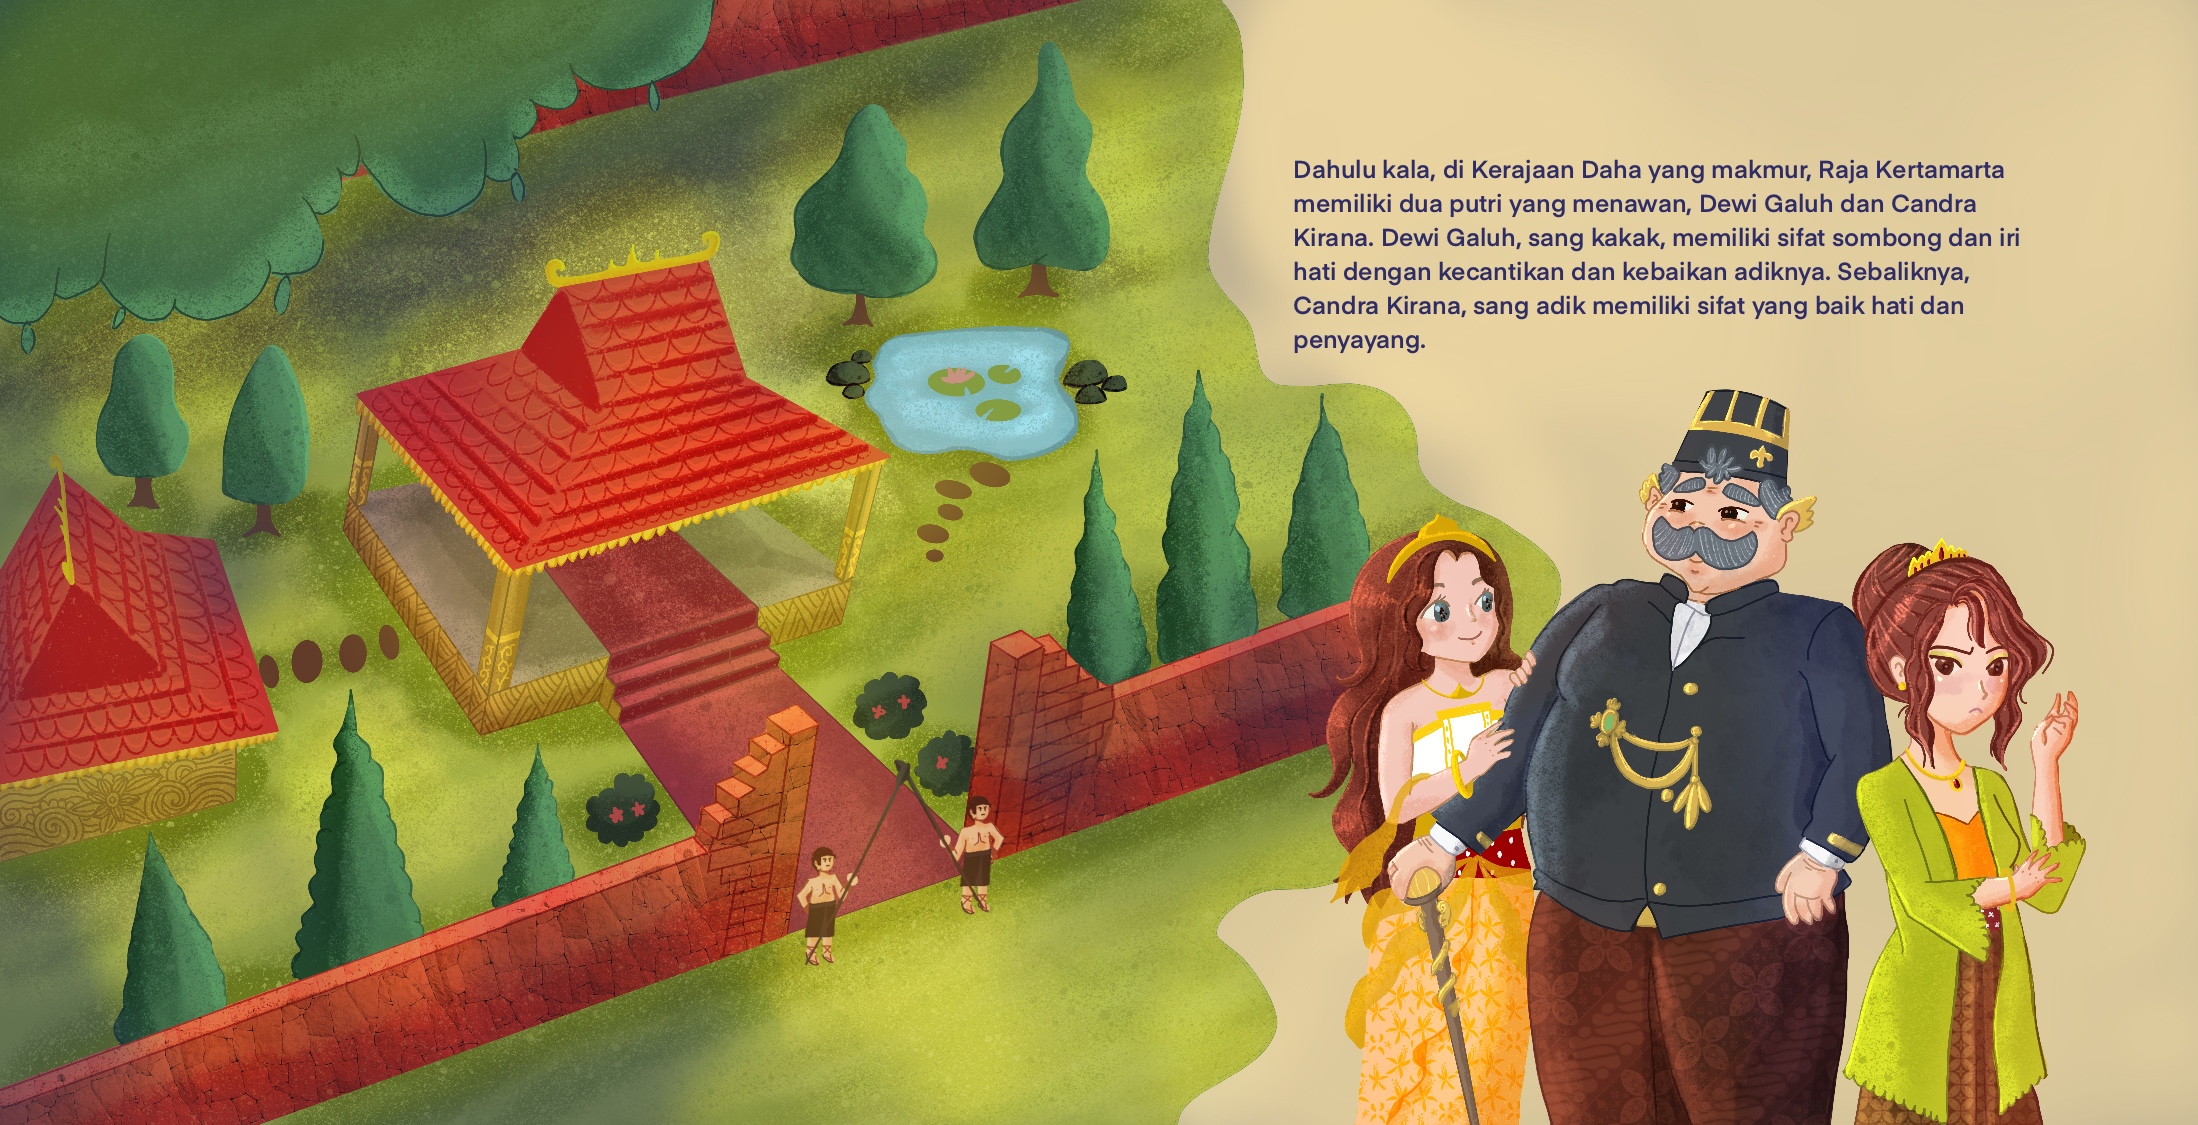 Dahulu kala, di Kerajaan Daha yang makmur, Raja Kertamarta
memiliki dua putri yang menawan, Dewi Galuh dan Candra
Kirana. Dewi Galuh, sang kakak, memiliki sifat sombong dan iri
hati dengan kecantikan dan kebaikan adiknya. Sebaliknya,
Candra Kirana, sang adik memiliki sifat yang baik hati dan
penyayang.